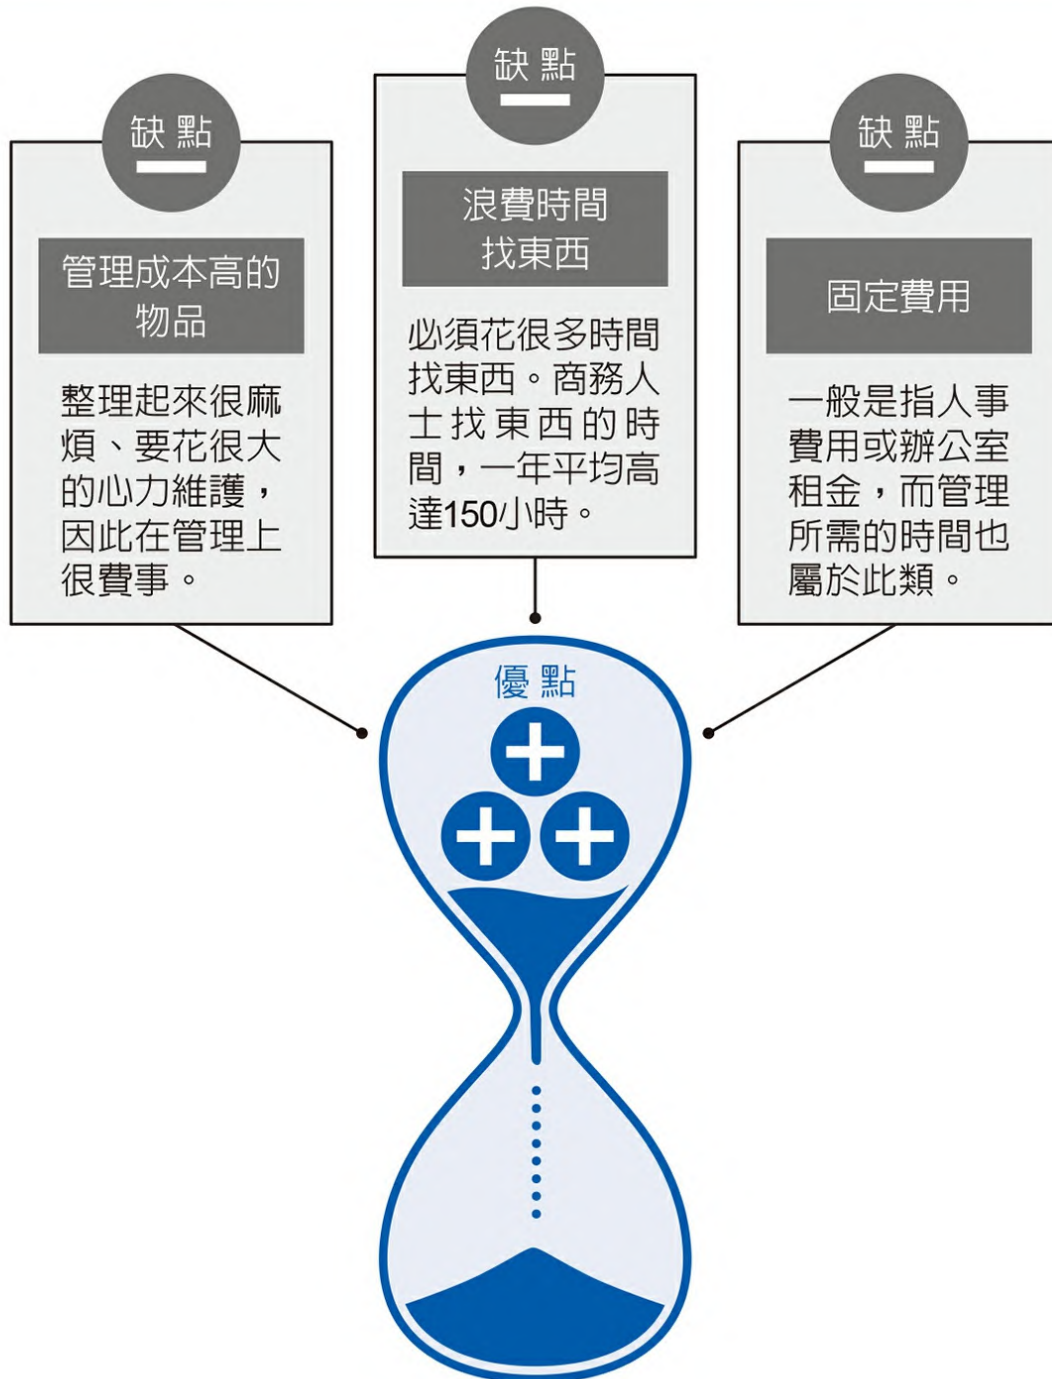 缺點
管理成本高的
物品
整理起來很麻
煩、要花很大
的心力維護，
因此在管理上
很費事。
缺點
浪費時間
找東西
必須花很多時間
找東西。商務人
士找東西的時
間，一年平均高
達150小時。
缺點
固定費用
一般是指人事
費用或辦公室
租金，而管理
所需的時間也
屬於此類。
優點